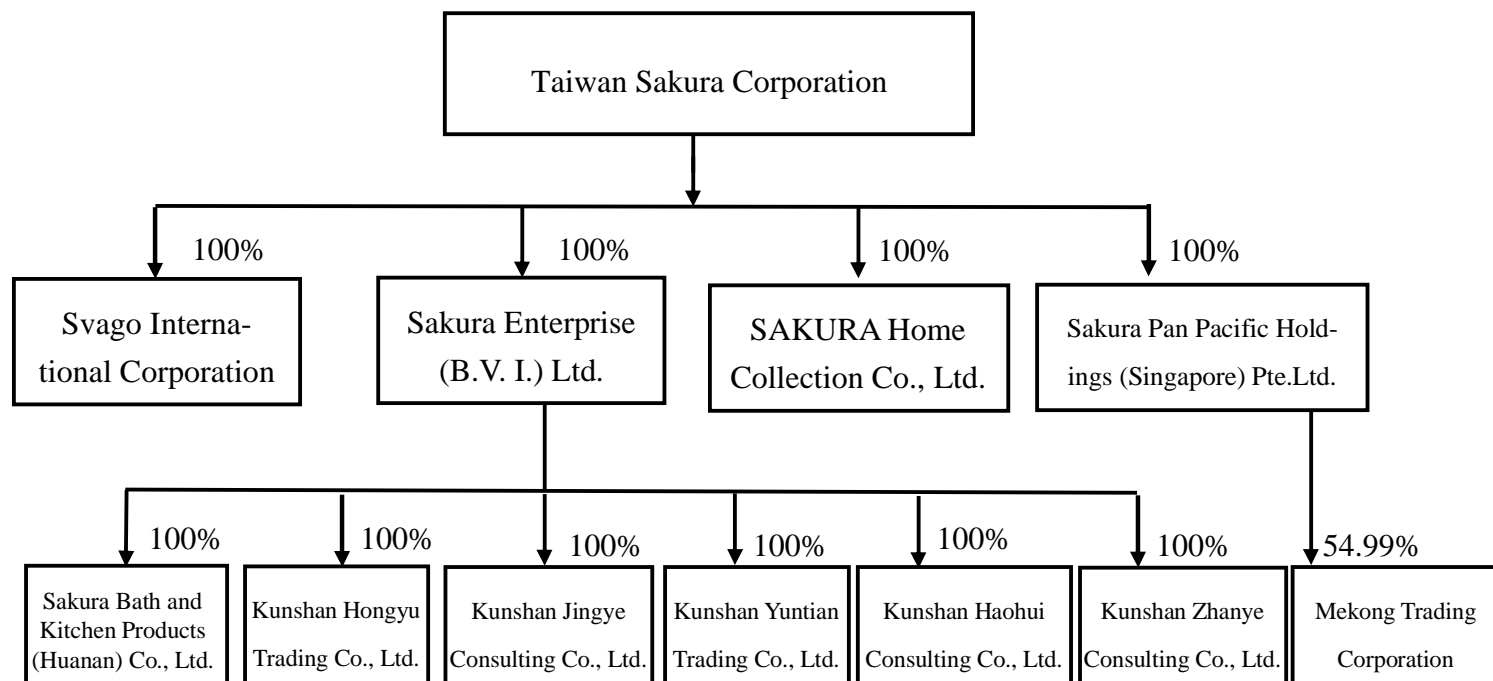 Taiwan Sakura Corporation
100%
100%
100%
100%
Svago Interna-
tional Corporation
Sakura Enterprise
(B.V. I.) Ltd.
SAKURA Home
Collection Co., Ltd.
Sakura Pan Pacific Hold-
ings (Singapore) Pte.Ltd.
100%
100%
100%
100%
100%
100%
54.99%
Sakura Bath and
Kitchen Products
(Huanan) Co., Ltd.
Kunshan Hongyu
Trading Co., Ltd.
Kunshan Jingye
Consulting Co., Ltd.
Kunshan Yuntian
Trading Co., Ltd.
Kunshan Haohui
Consulting Co., Ltd.
Kunshan Zhanye
Consulting Co., Ltd.
Mekong Trading
Corporation